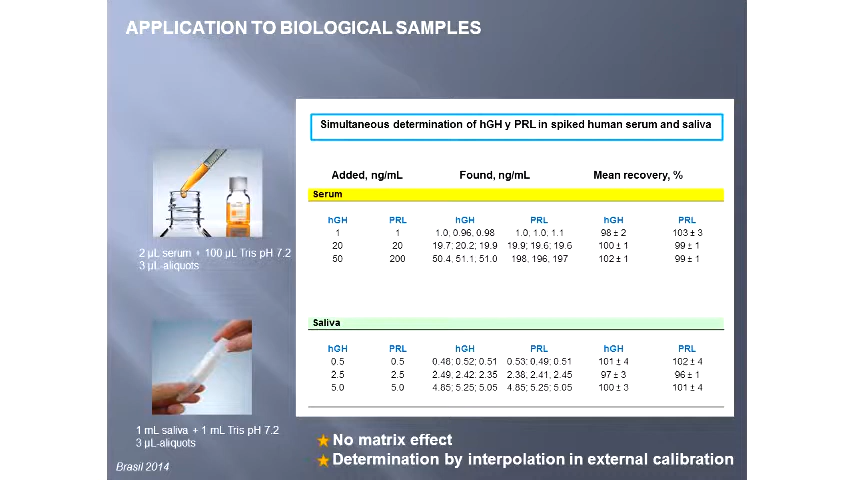 APPLICATION TO BIOLOGICAL SAMPLES
Simultaneous determination of hGH y PRL in spiked human serum and saliva
Added, ng/mL Found, ng/mL Mean recovery, %
Serum
hGH PRL hGH PRL hGH PRL
1 1 1.0, 0.96, 0.98 1.0, 1.0, 1.1 98 ± 2 103 ± 3
20 20 19.7; 20.2; 19.9 19.9; 19.6; 19.6 100 ± 1 99 ± 1
50 200 50.4, 51.1, 51.0 198, 196, 197 102 ± 1 99 ± 1
2 µL serum + 100 µL Tris pH 7.2
3 µL-aliquots
Saliva
hGH PRL hGH PRL hGH PRL
0.5 0.5 0.48; 0.52; 0.51 0.53; 0.49; 0.51 101 ± 4 102 ± 4
2.5 2.5 2.49, 2.42; 2.35 2.38, 2.41, 2.45 97 ± 3 96 ± 1
5.0 5.0 4.85; 5.25; 5.05 4.85; 5.25; 5.05 100 ± 3 101 ± 4
1 mL saliva + 1 mL Tris pH 7.2
3 µL-aliquots
No matrix effect
Determination by interpolation in external calibration
Brasil 2014